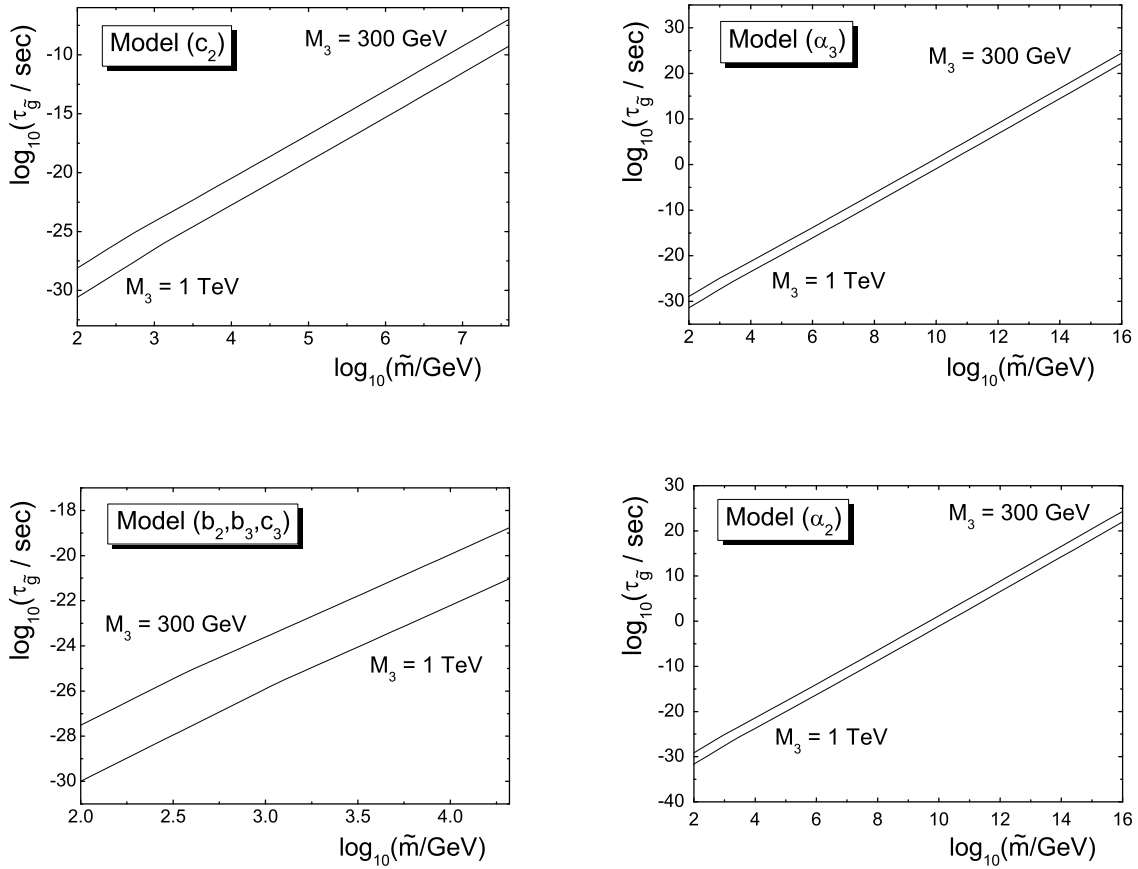 Model (c₂)
M₃ = 300 GeV
M₃ = 1 TeV
log₁₀(τ_g̃ / sec)
-10
-15
-20
-25
-30
2 3 4 5 6 7
log₁₀(m̃/GeV)
Model (α₃)
M₃ = 300 GeV
M₃ = 1 TeV
log₁₀(τ_g̃ / sec)
30
20
10
0
-10
-20
-30
2 4 6 8 10 12 14 16
log₁₀(m̃/GeV)
Model (b₂,b₃,c₃)
M₃ = 300 GeV
M₃ = 1 TeV
log₁₀(τ_g̃ / sec)
-18
-20
-22
-24
-26
-28
-30
2.0 2.5 3.0 3.5 4.0
log₁₀(m̃/GeV)
Model (α₂)
M₃ = 300 GeV
M₃ = 1 TeV
log₁₀(τ_g̃ / sec)
30
20
10
0
-10
-20
-30
-40
2 4 6 8 10 12 14 16
log₁₀(m̃/GeV)